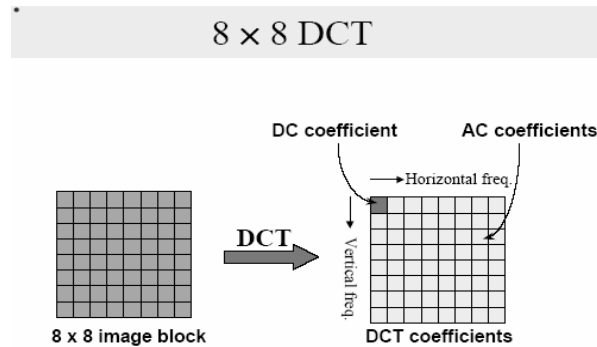 8 × 8 DCT
DC coefficient
AC coefficients
Horizontal freq.
DCT
Vertical freq.
8 x 8 image block
DCT coefficients